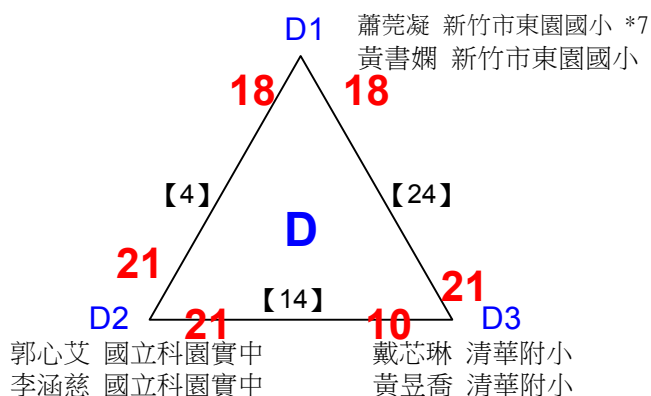 D1
蕭莞凝 新竹市東園國小 *7
黃書嫻 新竹市東園國小
18 18
【4】 【24】
D
21 21
【14】
D2 21 10 D3
郭心艾 國立科園實中 戴芯琳 清華附小
李涵慈 國立科園實中 黃昱喬 清華附小